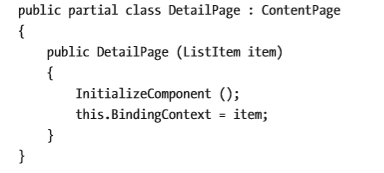 public partial class DetailPage : ContentPage
{
    public DetailPage (ListItem item)
    {
        InitializeComponent ();
        this.BindingContext = item;
    }
}